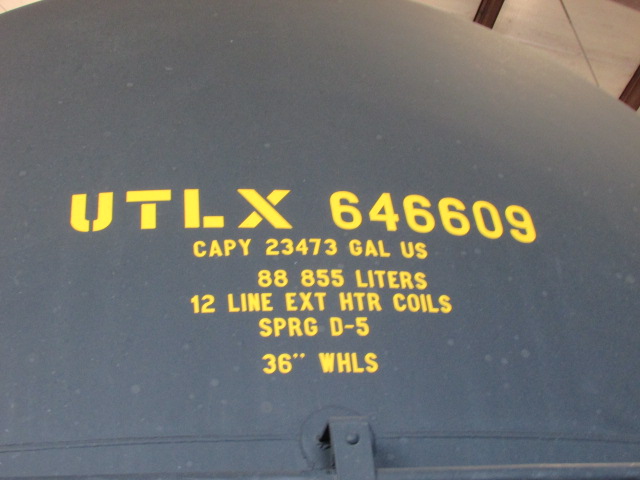 UTLX 646609
CAPY 23473 GAL US
88 855 LITERS
12 LINE EXT HTR COILS
SPRG D-5
36" WHLS